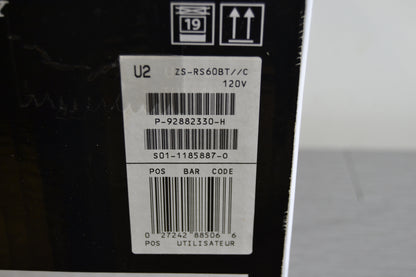 19
U2 ZS-RS60BT//C
120V
P-92882330-H
S01-1185887-0
POS BAR CODE
0 27242 88506 6
POS UTILISATEUR